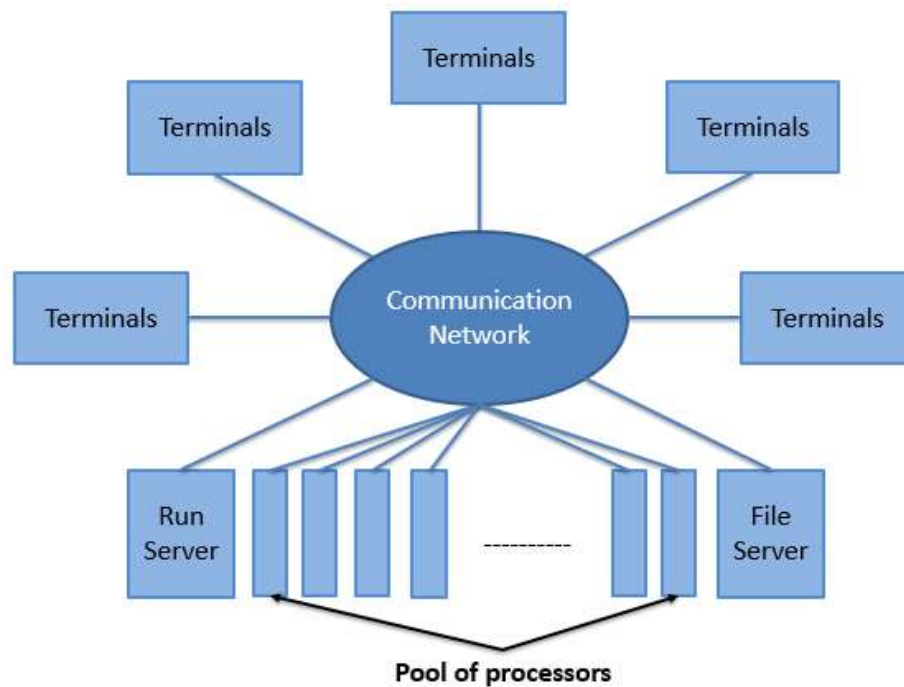 Terminals
Terminals
Terminals
Terminals
Communication
Network
Terminals
Run
Server
----------
File
Server
Pool of processors